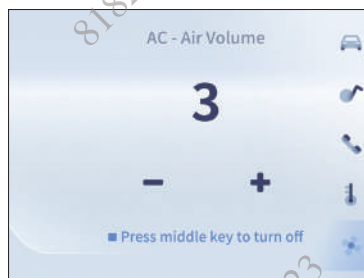 AC - Air Volume
3
− +
■ Press middle key to turn off